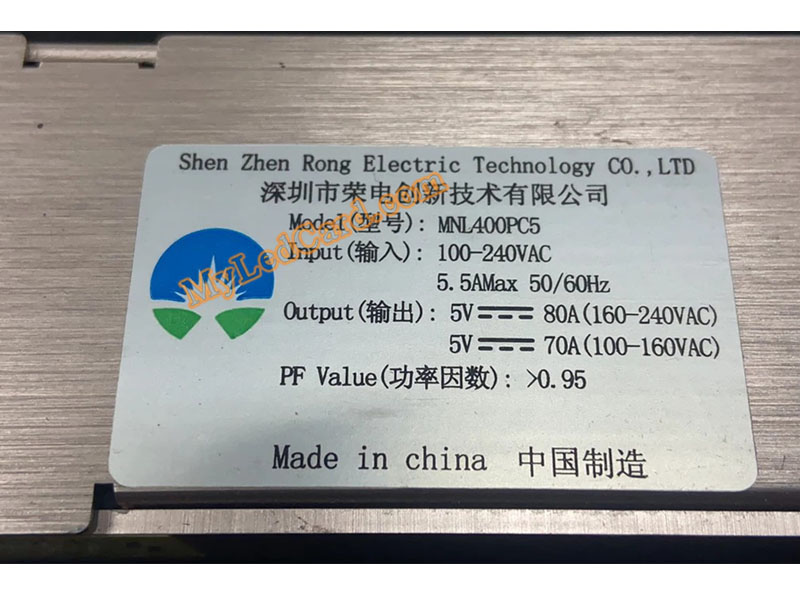 Shen Zhen Rong Electric Technology CO.,LTD
深圳市荣电创新技术有限公司
Model(型号): MNL400PC5
Input(输入): 100-240VAC
5.5AMax 50/60Hz
Output(输出): 5V 80A(160-240VAC)
5V 70A(100-160VAC)
PF Value(功率因数): >0.95
Made in china 中国制造
MyLedCard.com